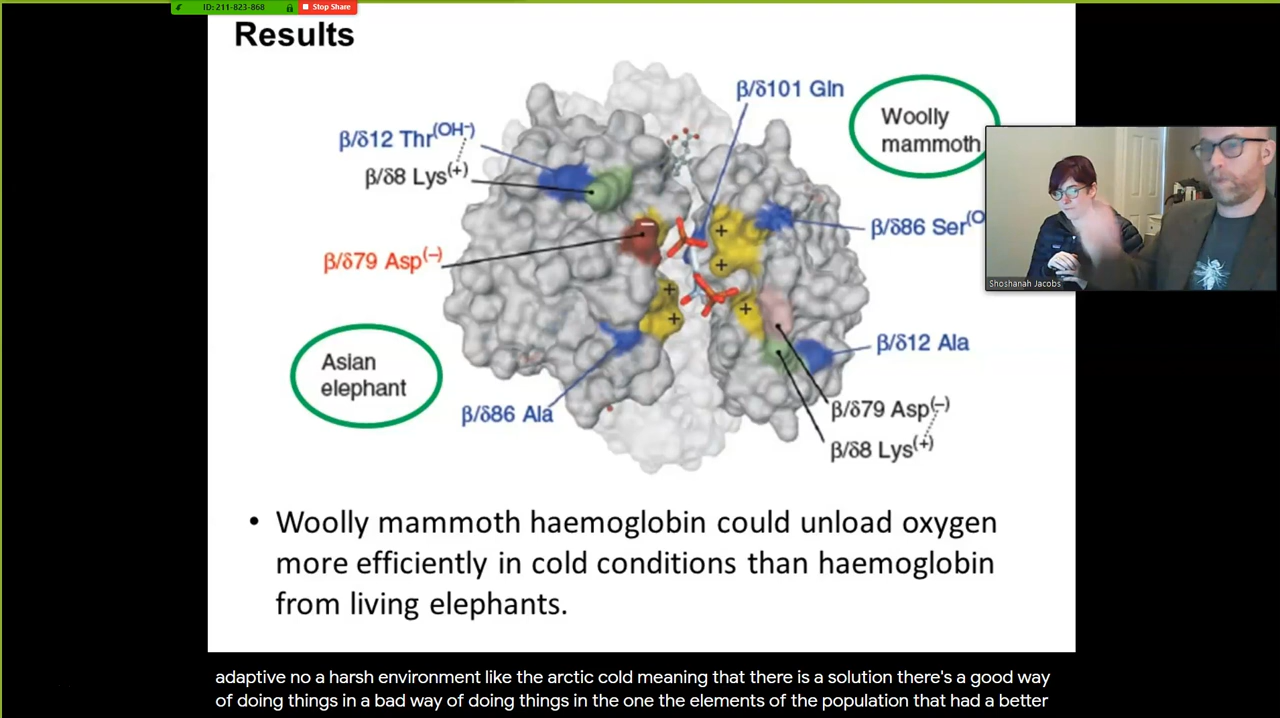 ID: 211-823-868
Stop Share
Results
β/δ101 Gln
Woolly
mammoth
β/δ12 Thr(OH-)
β/δ8 Lys(+)
β/δ86 Ser(O
β/δ79 Asp(–)
Shoshanah Jacobs
Asian
elephant
β/δ12 Ala
β/δ86 Ala
β/δ79 Asp(–)
β/δ8 Lys(+)
• Woolly mammoth haemoglobin could unload oxygen
more efficiently in cold conditions than haemoglobin
from living elephants.
adaptive no a harsh environment like the arctic cold meaning that there is a solution there's a good way
of doing things in a bad way of doing things in the one the elements of the population that had a better